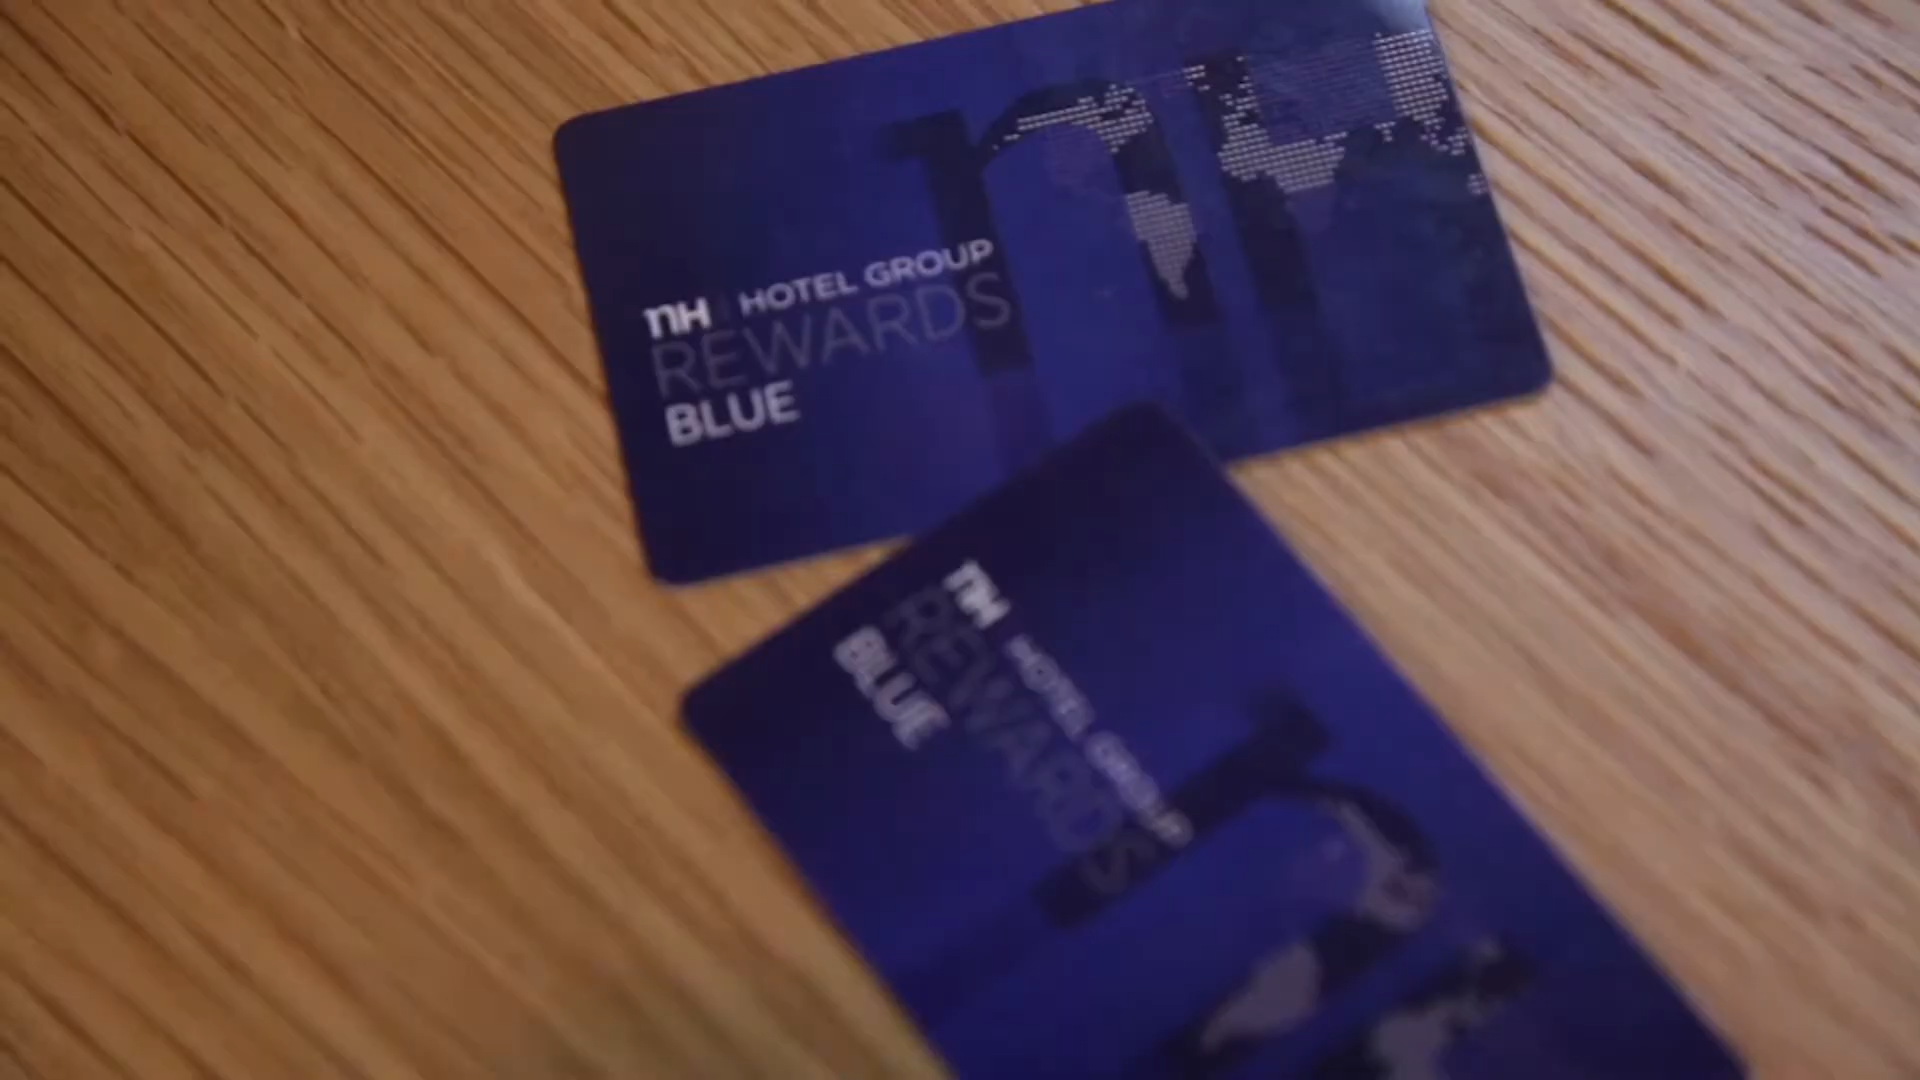 nH HOTEL GROUP
REWARDS
BLUE
nH HOTEL GROUP
REWARDS
BLUE